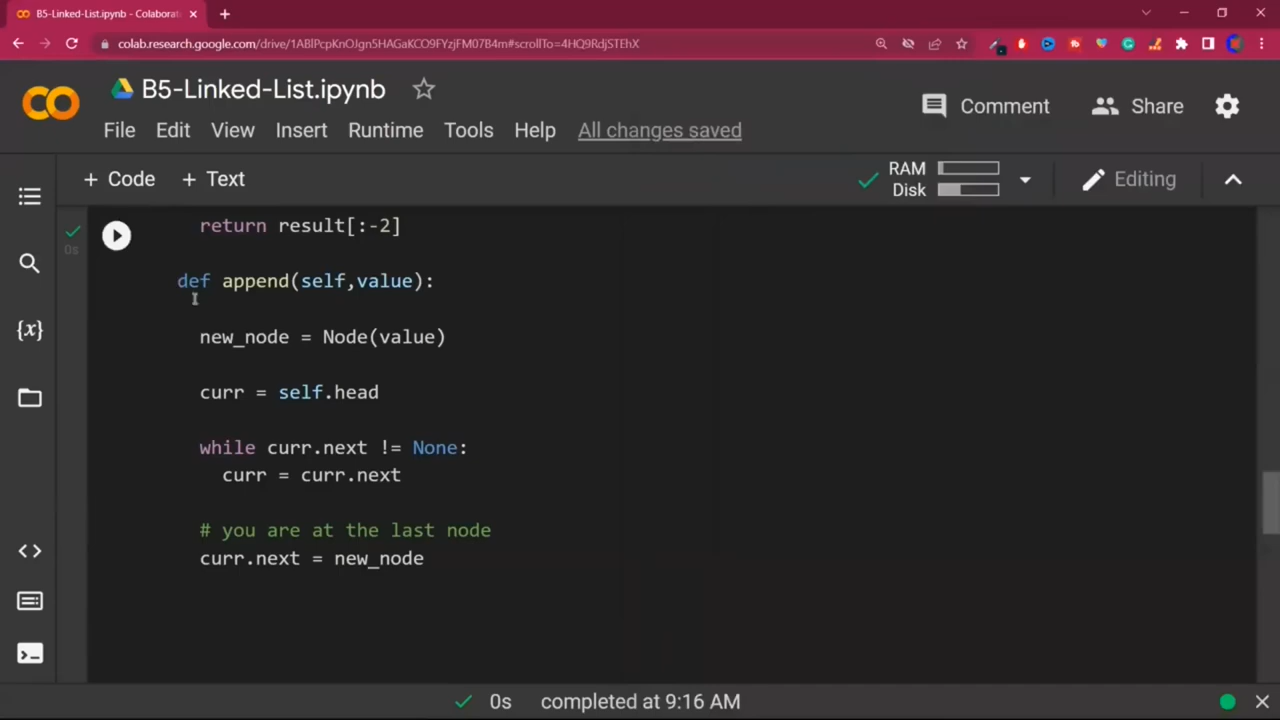 B5-Linked-List.ipynb - Colaborat
colab.research.google.com/drive/1ABlPcpKnOJgn5HAGaKCO9FYzjFM07B4m#scrollTo=4HQ9RdjSTEhX
B5-Linked-List.ipynb
Comment Share
File Edit View Insert Runtime Tools Help All changes saved
+ Code + Text
RAM
Disk
Editing
return result[:-2]
0s
def append(self,value):
new_node = Node(value)
curr = self.head
while curr.next != None:
curr = curr.next
# you are at the last node
curr.next = new_node
0s completed at 9:16 AM